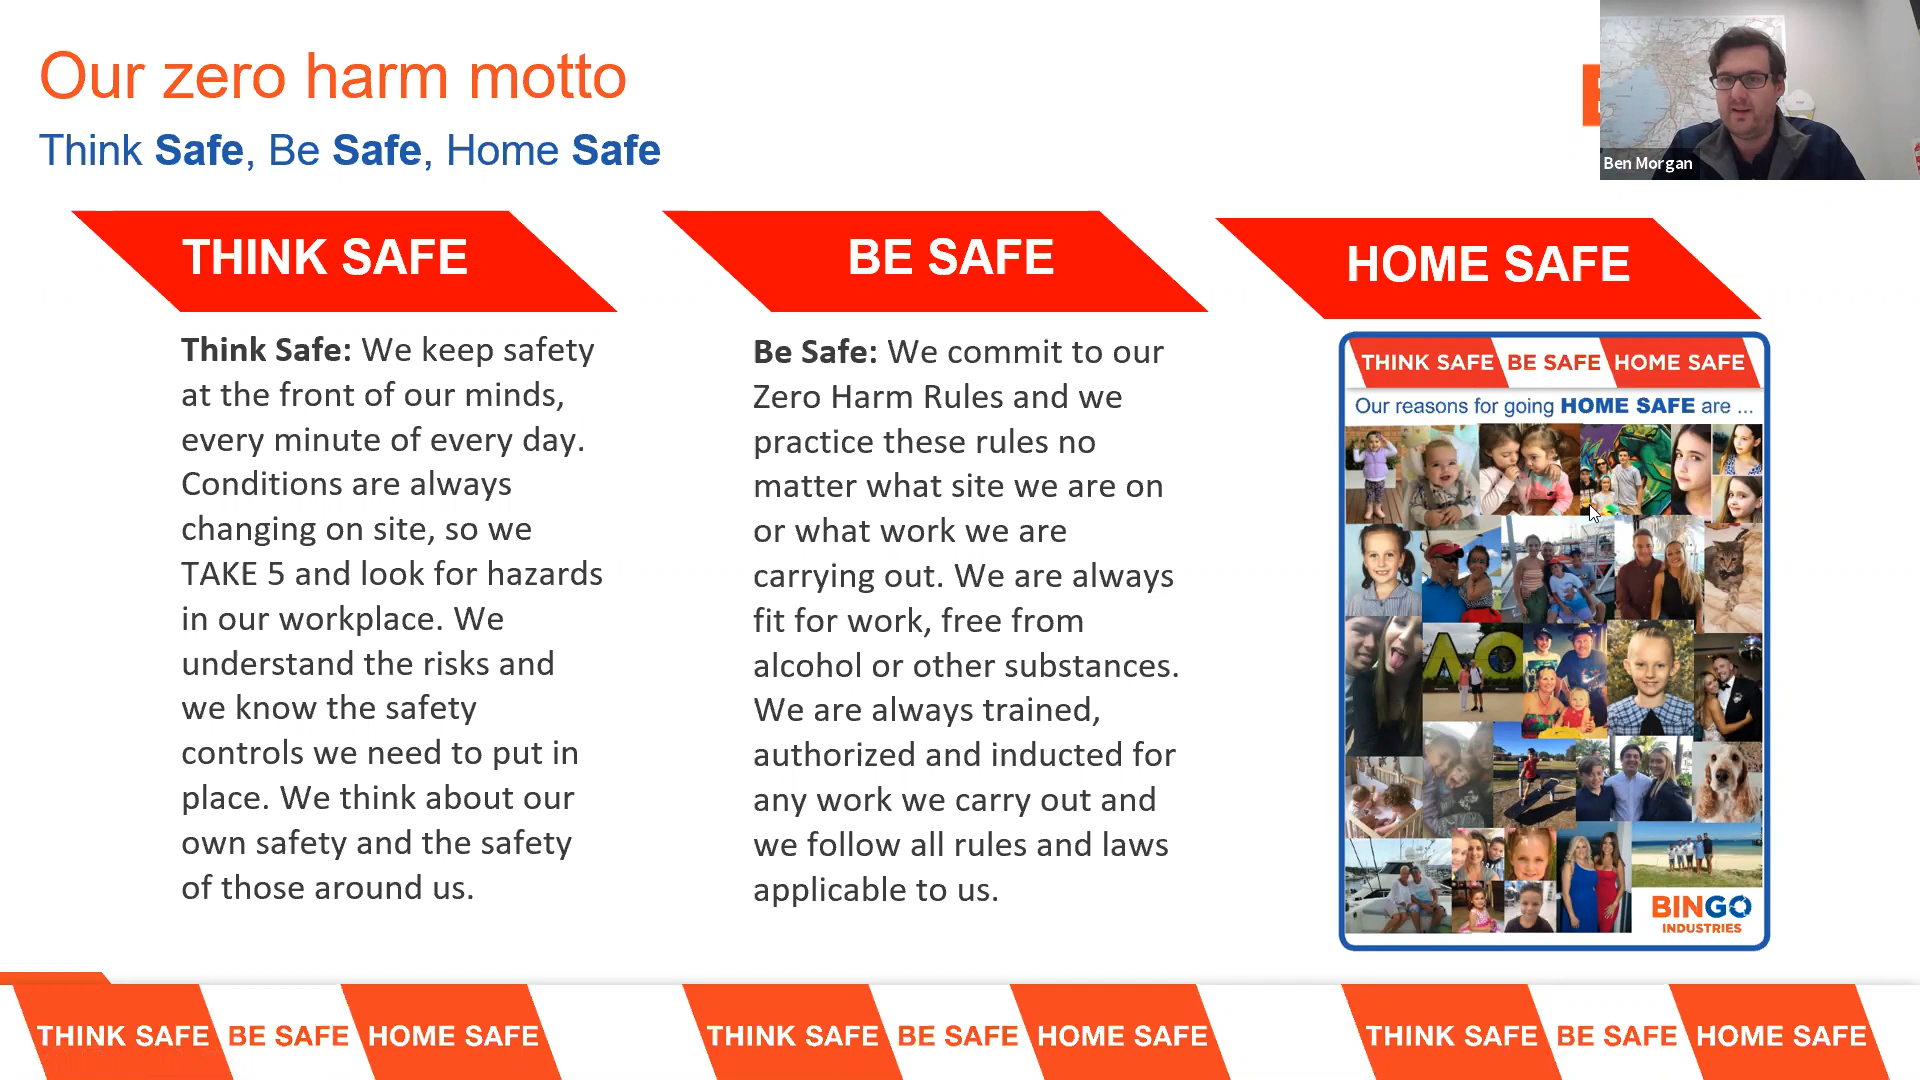 Our zero harm motto
Think Safe, Be Safe, Home Safe
Ben Morgan
THINK SAFE
BE SAFE
HOME SAFE
Think Safe: We keep safety
at the front of our minds,
every minute of every day.
Conditions are always
changing on site, so we
TAKE 5 and look for hazards
in our workplace. We
understand the risks and
we know the safety
controls we need to put in
place. We think about our
own safety and the safety
of those around us.
Be Safe: We commit to our
Zero Harm Rules and we
practice these rules no
matter what site we are on
or what work we are
carrying out. We are always
fit for work, free from
alcohol or other substances.
We are always trained,
authorized and inducted for
any work we carry out and
we follow all rules and laws
applicable to us.
THINK SAFE BE SAFE HOME SAFE
Our reasons for going HOME SAFE are ...
AO
BINGO
INDUSTRIES
THINK SAFE BE SAFE HOME SAFE THINK SAFE BE SAFE HOME SAFE THINK SAFE BE SAFE HOME SAFE